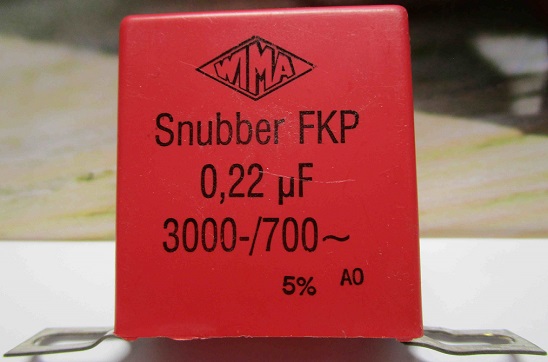 WIMA
Snubber FKP
0,22 µF
3000-/700~
5% A0